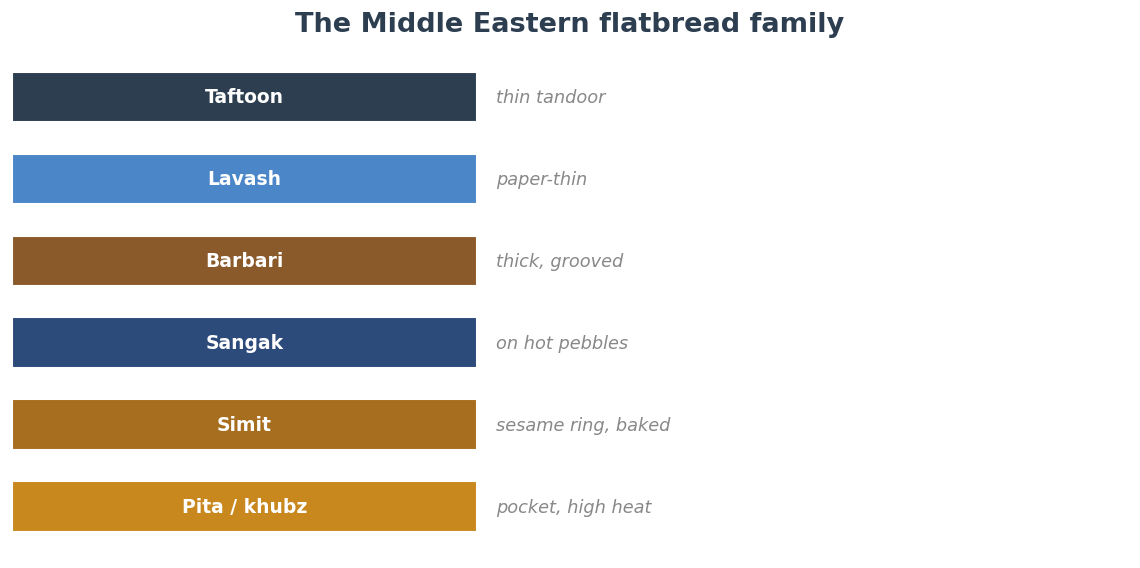 The Middle Eastern flatbread family
Taftoon thin tandoor
Lavash paper-thin
Barbari thick, grooved
Sangak on hot pebbles
Simit sesame ring, baked
Pita / khubz pocket, high heat